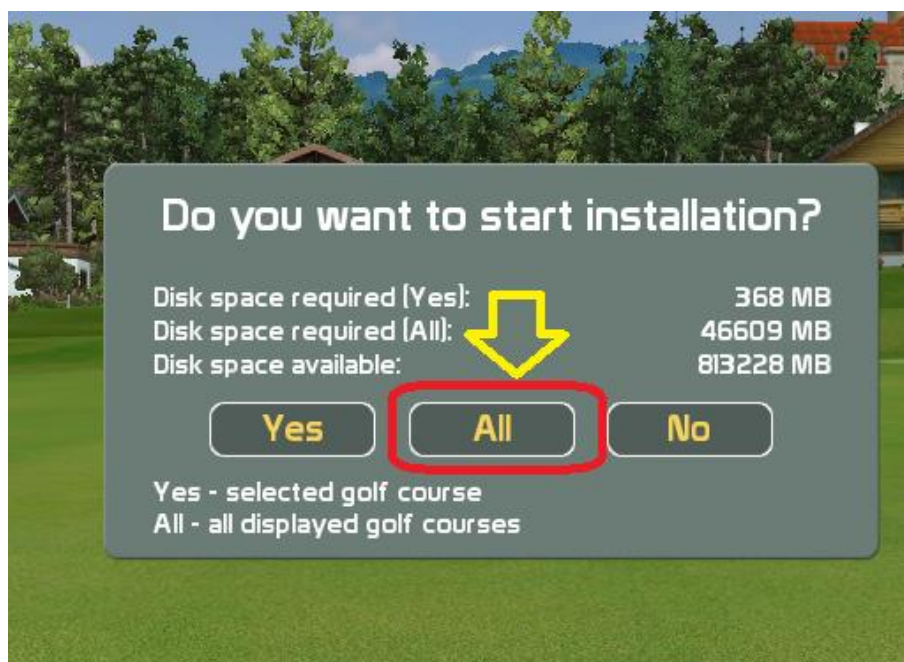 Do you want to start installation?
Disk space required (Yes): 368 MB
Disk space required (All): 46609 MB
Disk space available: 813228 MB
Yes All No
Yes - selected golf course
All - all displayed golf courses